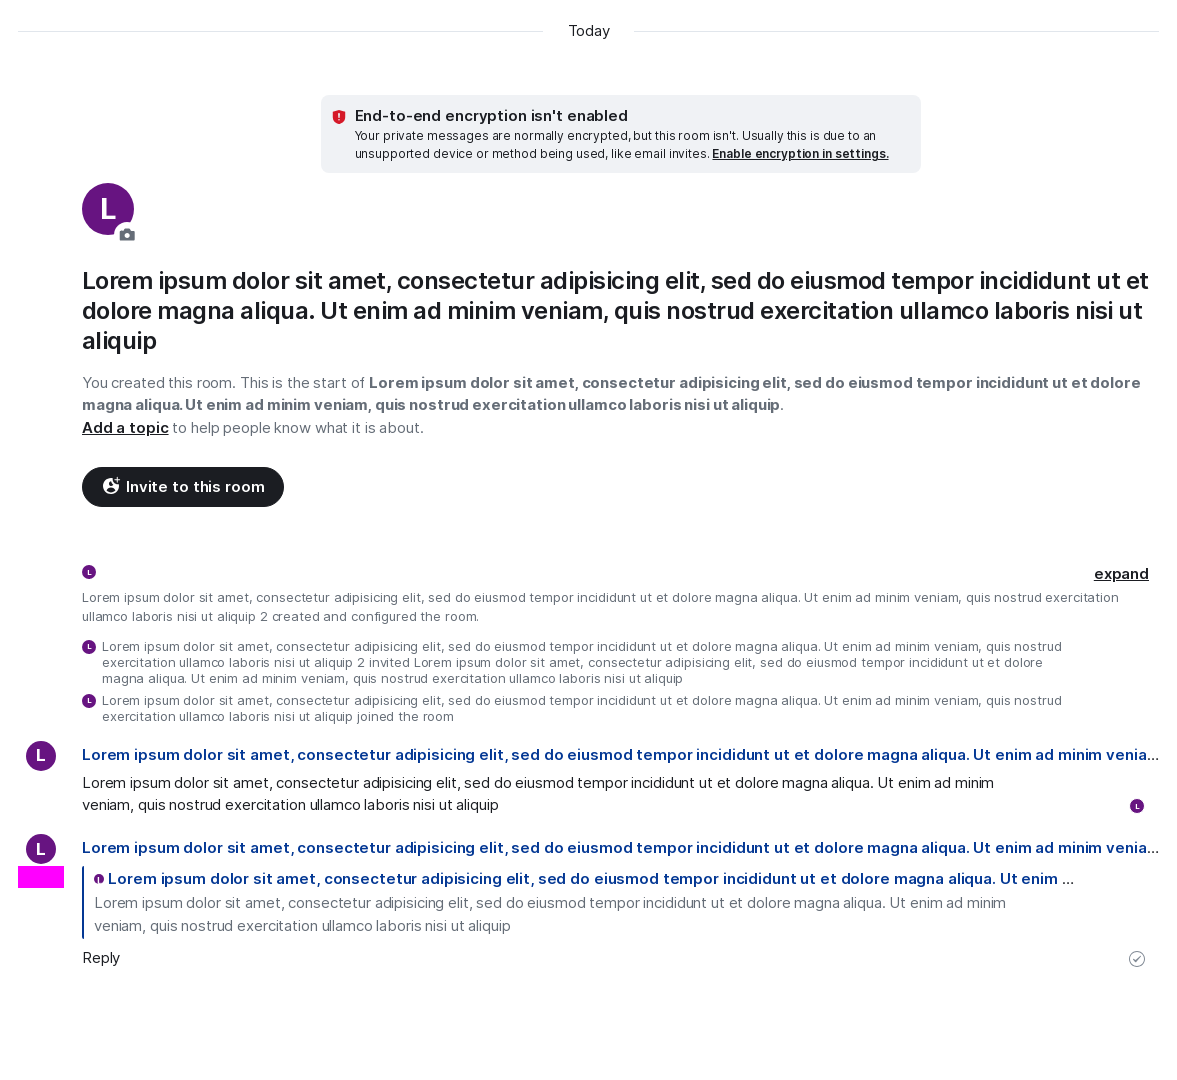 Today
End-to-end encryption isn't enabled
Your private messages are normally encrypted, but this room isn't. Usually this is due to an
unsupported device or method being used, like email invites. Enable encryption in settings.
L
Lorem ipsum dolor sit amet, consectetur adipisicing elit, sed do eiusmod tempor incididunt ut et
dolore magna aliqua. Ut enim ad minim veniam, quis nostrud exercitation ullamco laboris nisi ut
aliquip
You created this room. This is the start of Lorem ipsum dolor sit amet, consectetur adipisicing elit, sed do eiusmod tempor incididunt ut et dolore
magna aliqua. Ut enim ad minim veniam, quis nostrud exercitation ullamco laboris nisi ut aliquip.
Add a topic to help people know what it is about.
Invite to this room
L
expand
Lorem ipsum dolor sit amet, consectetur adipisicing elit, sed do eiusmod tempor incididunt ut et dolore magna aliqua. Ut enim ad minim veniam, quis nostrud exercitation
ullamco laboris nisi ut aliquip 2 created and configured the room.
L Lorem ipsum dolor sit amet, consectetur adipisicing elit, sed do eiusmod tempor incididunt ut et dolore magna aliqua. Ut enim ad minim veniam, quis nostrud
exercitation ullamco laboris nisi ut aliquip 2 invited Lorem ipsum dolor sit amet, consectetur adipisicing elit, sed do eiusmod tempor incididunt ut et dolore
magna aliqua. Ut enim ad minim veniam, quis nostrud exercitation ullamco laboris nisi ut aliquip
L Lorem ipsum dolor sit amet, consectetur adipisicing elit, sed do eiusmod tempor incididunt ut et dolore magna aliqua. Ut enim ad minim veniam, quis nostrud
exercitation ullamco laboris nisi ut aliquip joined the room
L Lorem ipsum dolor sit amet, consectetur adipisicing elit, sed do eiusmod tempor incididunt ut et dolore magna aliqua. Ut enim ad minim venia...
Lorem ipsum dolor sit amet, consectetur adipisicing elit, sed do eiusmod tempor incididunt ut et dolore magna aliqua. Ut enim ad minim
veniam, quis nostrud exercitation ullamco laboris nisi ut aliquip
L
L Lorem ipsum dolor sit amet, consectetur adipisicing elit, sed do eiusmod tempor incididunt ut et dolore magna aliqua. Ut enim ad minim venia...
Lorem ipsum dolor sit amet, consectetur adipisicing elit, sed do eiusmod tempor incididunt ut et dolore magna aliqua. Ut enim ...
Lorem ipsum dolor sit amet, consectetur adipisicing elit, sed do eiusmod tempor incididunt ut et dolore magna aliqua. Ut enim ad minim
veniam, quis nostrud exercitation ullamco laboris nisi ut aliquip
Reply